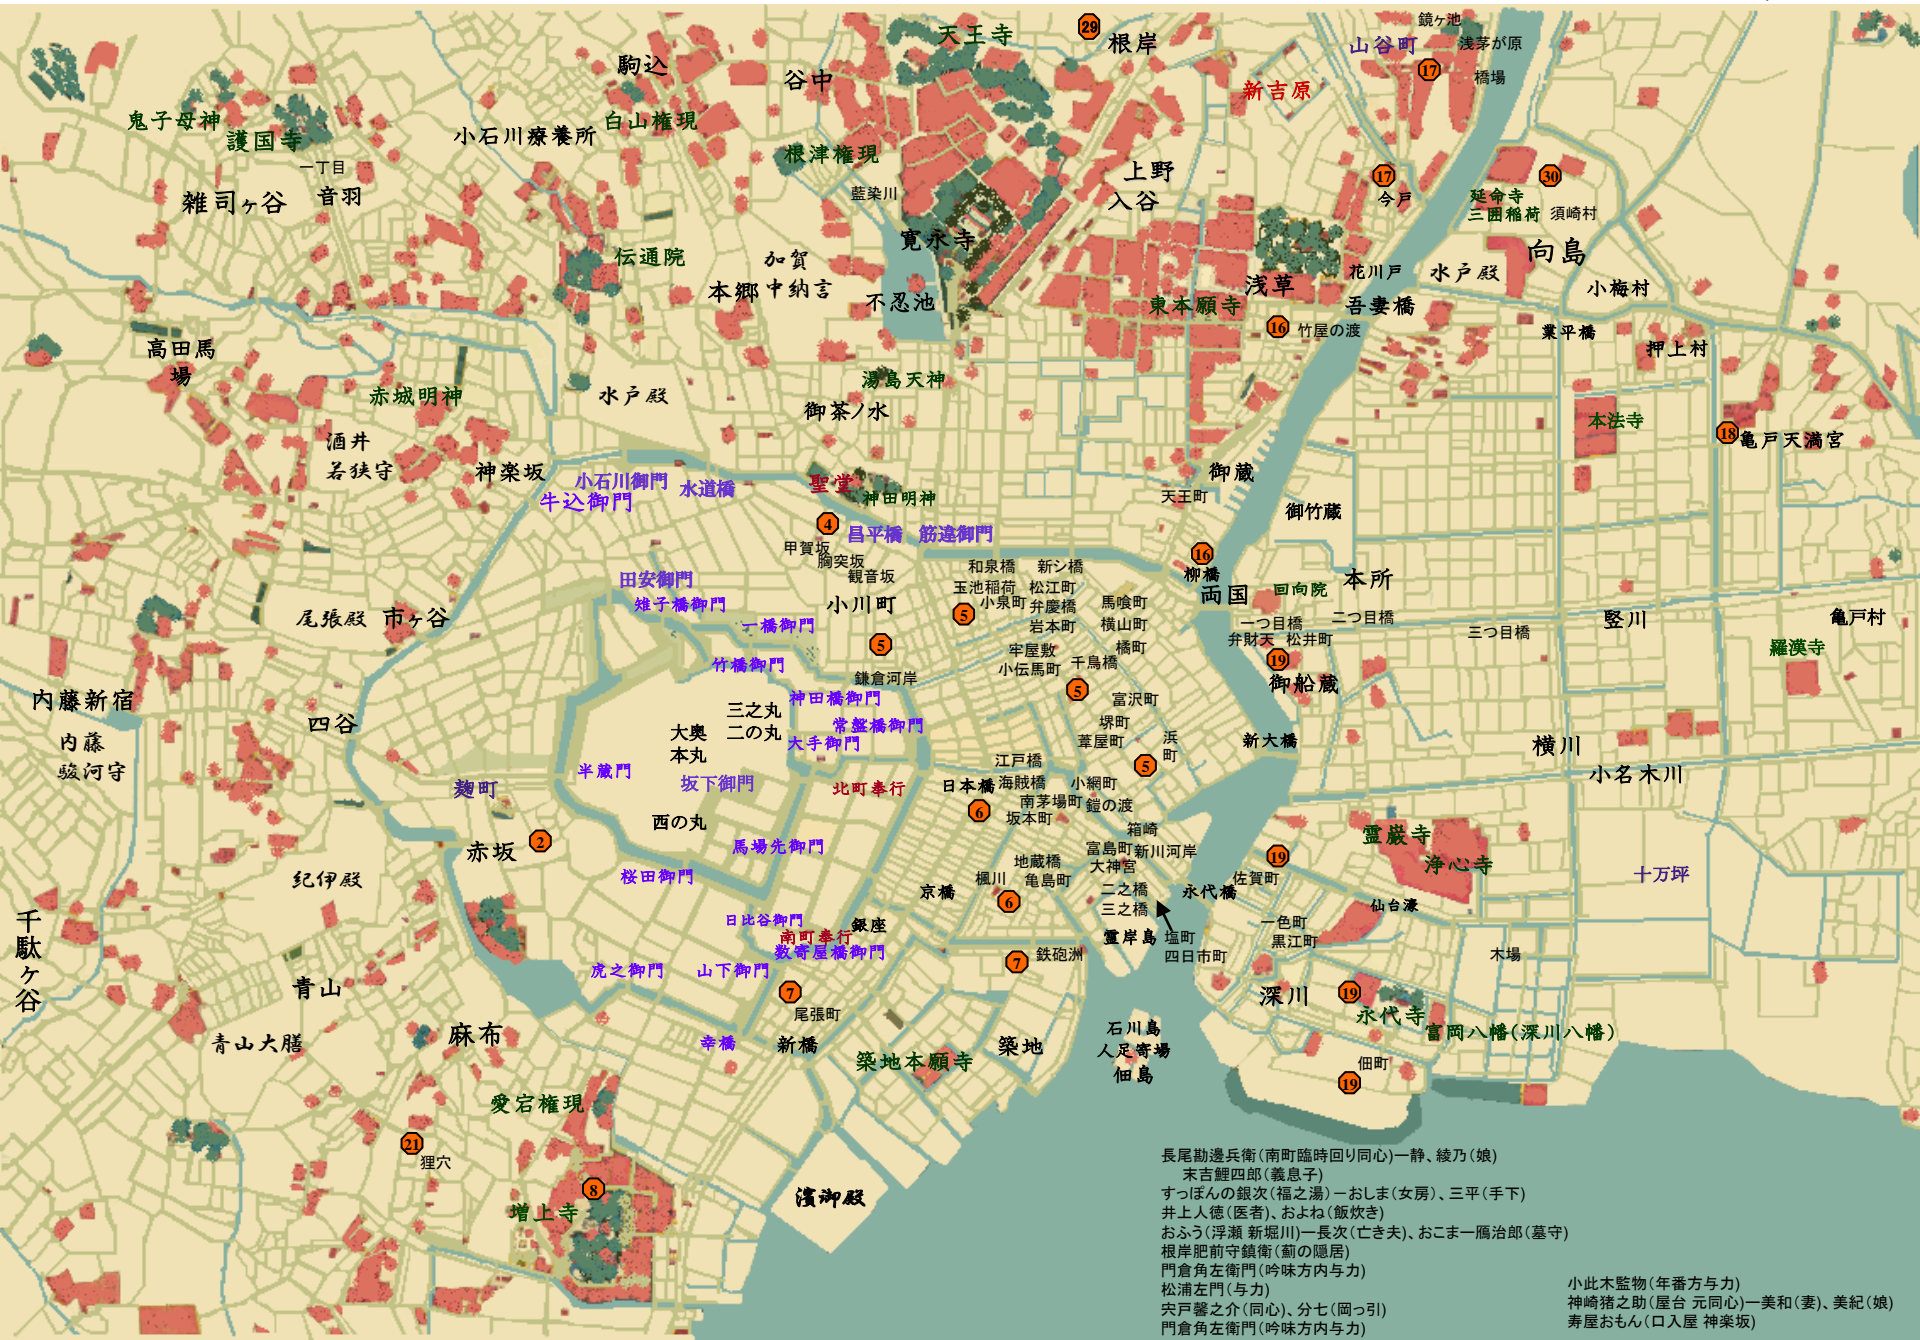 鏡ヶ池
山谷町
浅茅が原
橋場
17
29
根岸
天王寺
谷中
駒込
新吉原
鬼子母神
護国寺
一丁目
音羽
雑司ヶ谷
小石川療養所
白山権現
根津権現
藍染川
上野
入谷
17
今戸
30
延命寺
三囲稲荷
須崎村
向島
寛永寺
伝通院
加賀
中納言
本郷
不忍池
浅草
東本願寺
花川戸
水戸殿
吾妻橋
小梅村
16
竹屋の渡
業平橋
押上村
高田馬
場
赤城明神
水戸殿
湯島天神
御茶ノ水
本法寺
18
亀戸天満宮
酒井
若狭守
神楽坂
小石川御門
水道橋
牛込御門
聖堂
神田明神
御蔵
天王町
御竹蔵
4
昌平橋
筋違御門
甲賀坂
胸突坂
観音坂
小川町
田安御門
雉子橋御門
一橋御門
竹橋御門
和泉橋
新シ橋
玉池稲荷
松江町
小泉町
弁慶橋
岩本町
5
馬喰町
横山町
橘町
16
柳橋
両国
回向院
本所
一つ目橋
二つ目橋
三つ目橋
弁財天
松井町
竪川
亀戸村
羅漢寺
尾張殿
市ヶ谷
5
鎌倉河岸
牢屋敷
小伝馬町
千鳥橋
5
富沢町
堺町
葺屋町
浜
町
5
19
御船蔵
新大橋
横川
小名木川
内藤新宿
内藤
駿河守
四谷
神田橋御門
常盤橋御門
大手御門
三之丸
二の丸
大奥
本丸
半蔵門
坂下御門
北町奉行
麹町
西の丸
馬場先御門
桜田御門
江戸橋
日本橋
海賊橋
小網町
6
南茅場町
鎧の渡
坂本町
箱崎
富島町
新川河岸
大神宮
地蔵橋
楓川
亀島町
6
二之橋
三之橋
永代橋
19
佐賀町
霊巌寺
浄心寺
仙台濠
十万坪
赤坂
2
紀伊殿
千
駄
ヶ
谷
京橋
日比谷御門
銀座
南町奉行
数寄屋橋御門
山下御門
虎之御門
7
尾張町
7
鉄砲洲
霊岸島
塩町
四日市町
一色町
黒江町
木場
深川
19
永代寺
富岡八幡(深川八幡)
佃町
19
青山
青山大膳
麻布
幸橋
新橋
築地本願寺
築地
石川島
人足寄場
佃島
愛宕権現
21
狸穴
8
増上寺
濱御殿
長尾勘邊兵衛(南町臨時回り同心)一静、綾乃(娘)
末吉鯉四郎(義息子)
すっぽんの銀次(福之湯)－おしま(女房)、三平(手下)
井上人徳(医者)、およね(飯炊き)
おふう(浮瀬 新堀川)一長次(亡き夫)、おこま一鴈治郎(墓守)
根岸肥前守鎮衛(薊の隠居)
門倉角左衛門(吟味方内与力)
松浦左門(与力)
宍戸馨之介(同心)、分七(岡っ引)
門倉角左衛門(吟味方内与力)
小此木監物(年番方与力)
神崎猪之助(屋台 元同心)一美和(妻)、美紀(娘)
寿屋おもん(口入屋 神楽坂)